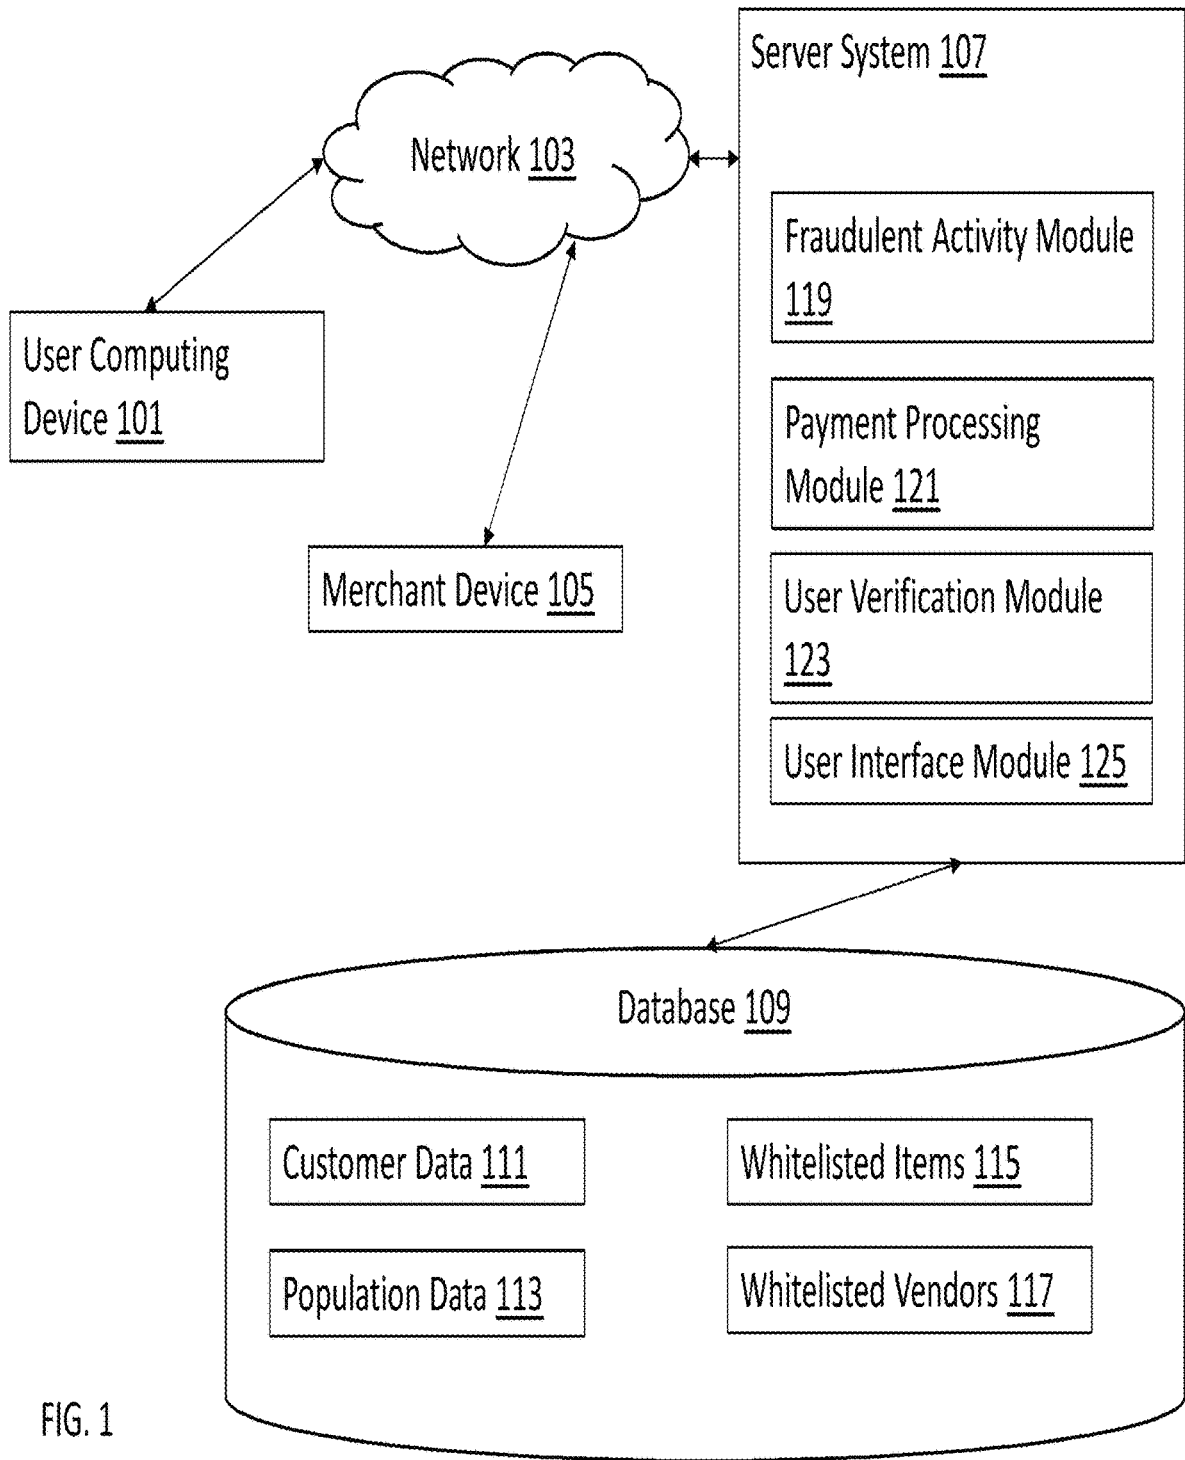 Server System 107
Network 103
Fraudulent Activity Module
119
User Computing
Device 101
Payment Processing
Module 121
Merchant Device 105
User Verification Module
123
User Interface Module 125
Database 109
Customer Data 111
Whitelisted Items 115
Population Data 113
Whitelisted Vendors 117
FIG. 1